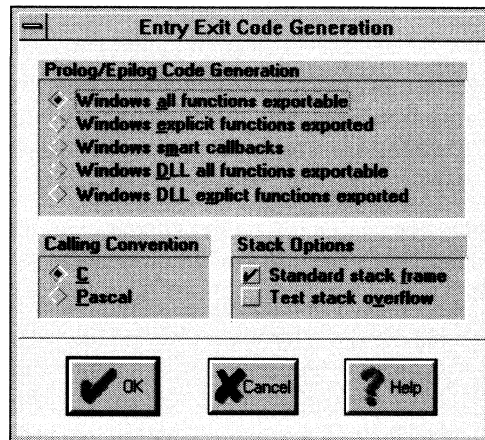 Entry Exit Code Generation
Prolog/Epilog Code Generation
Windows all functions exportable
Windows explicit functions exported
Windows smart callbacks
Windows DLL all functions exportable
Windows DLL explict functions exported
Calling Convention
C
Pascal
Stack Options
Standard stack frame
Test stack overflow
OK
Cancel
Help